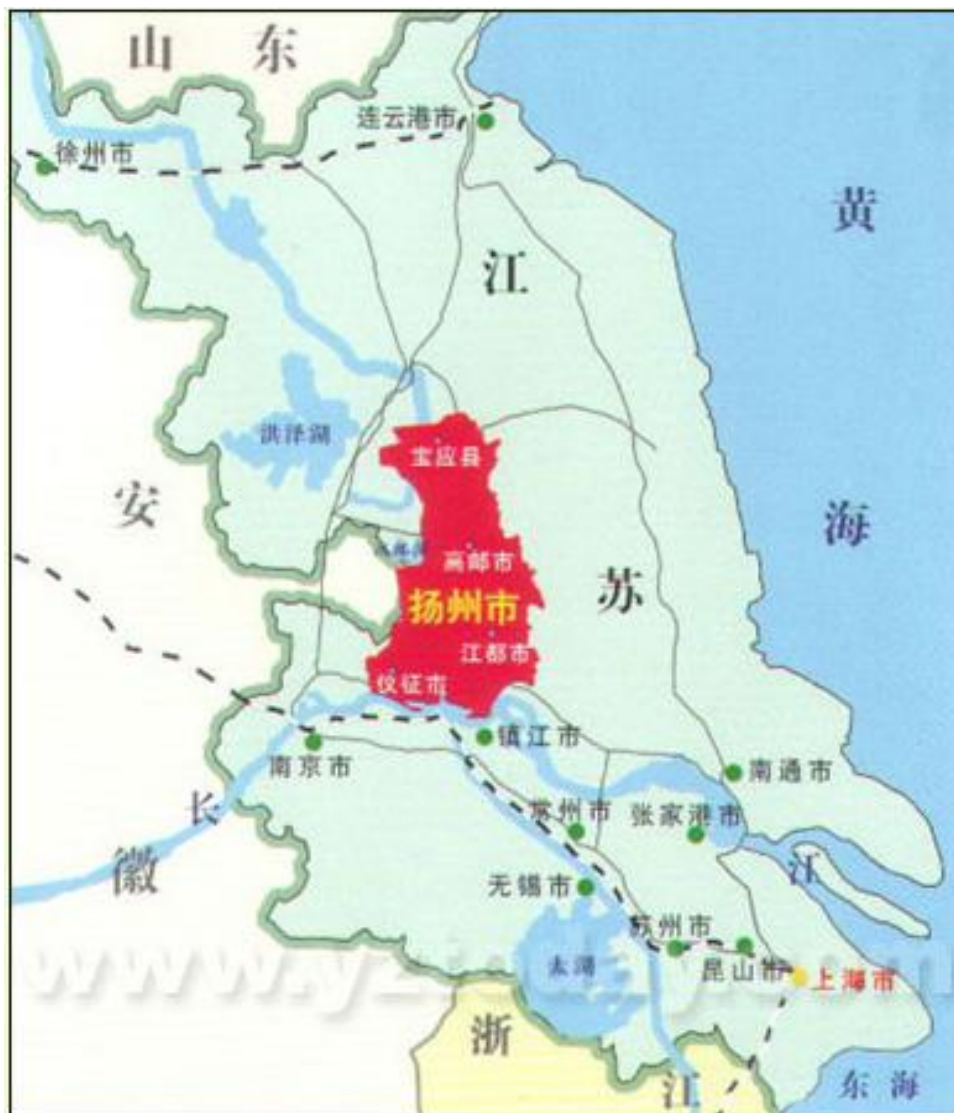 山东
连云港市
徐州市
黄
江
洪泽湖
宝应县
安
海
高邮市
苏
扬州市
江都市
仪征市
镇江市
南京市
南通市
长
常州市
张家港市
徽
江
无锡市
苏州市
太湖
昆山市
上海市
www.yztoday.com
浙
江
东海